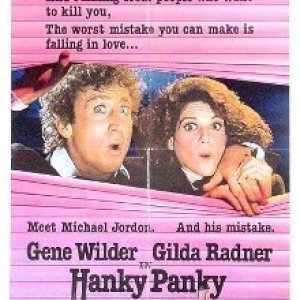 to kill you,
The worst mistake you can make is
falling in love...
Meet Michael Jordon. And his mistake.
Gene Wilder Gilda Radner
IN
Hanky Panky